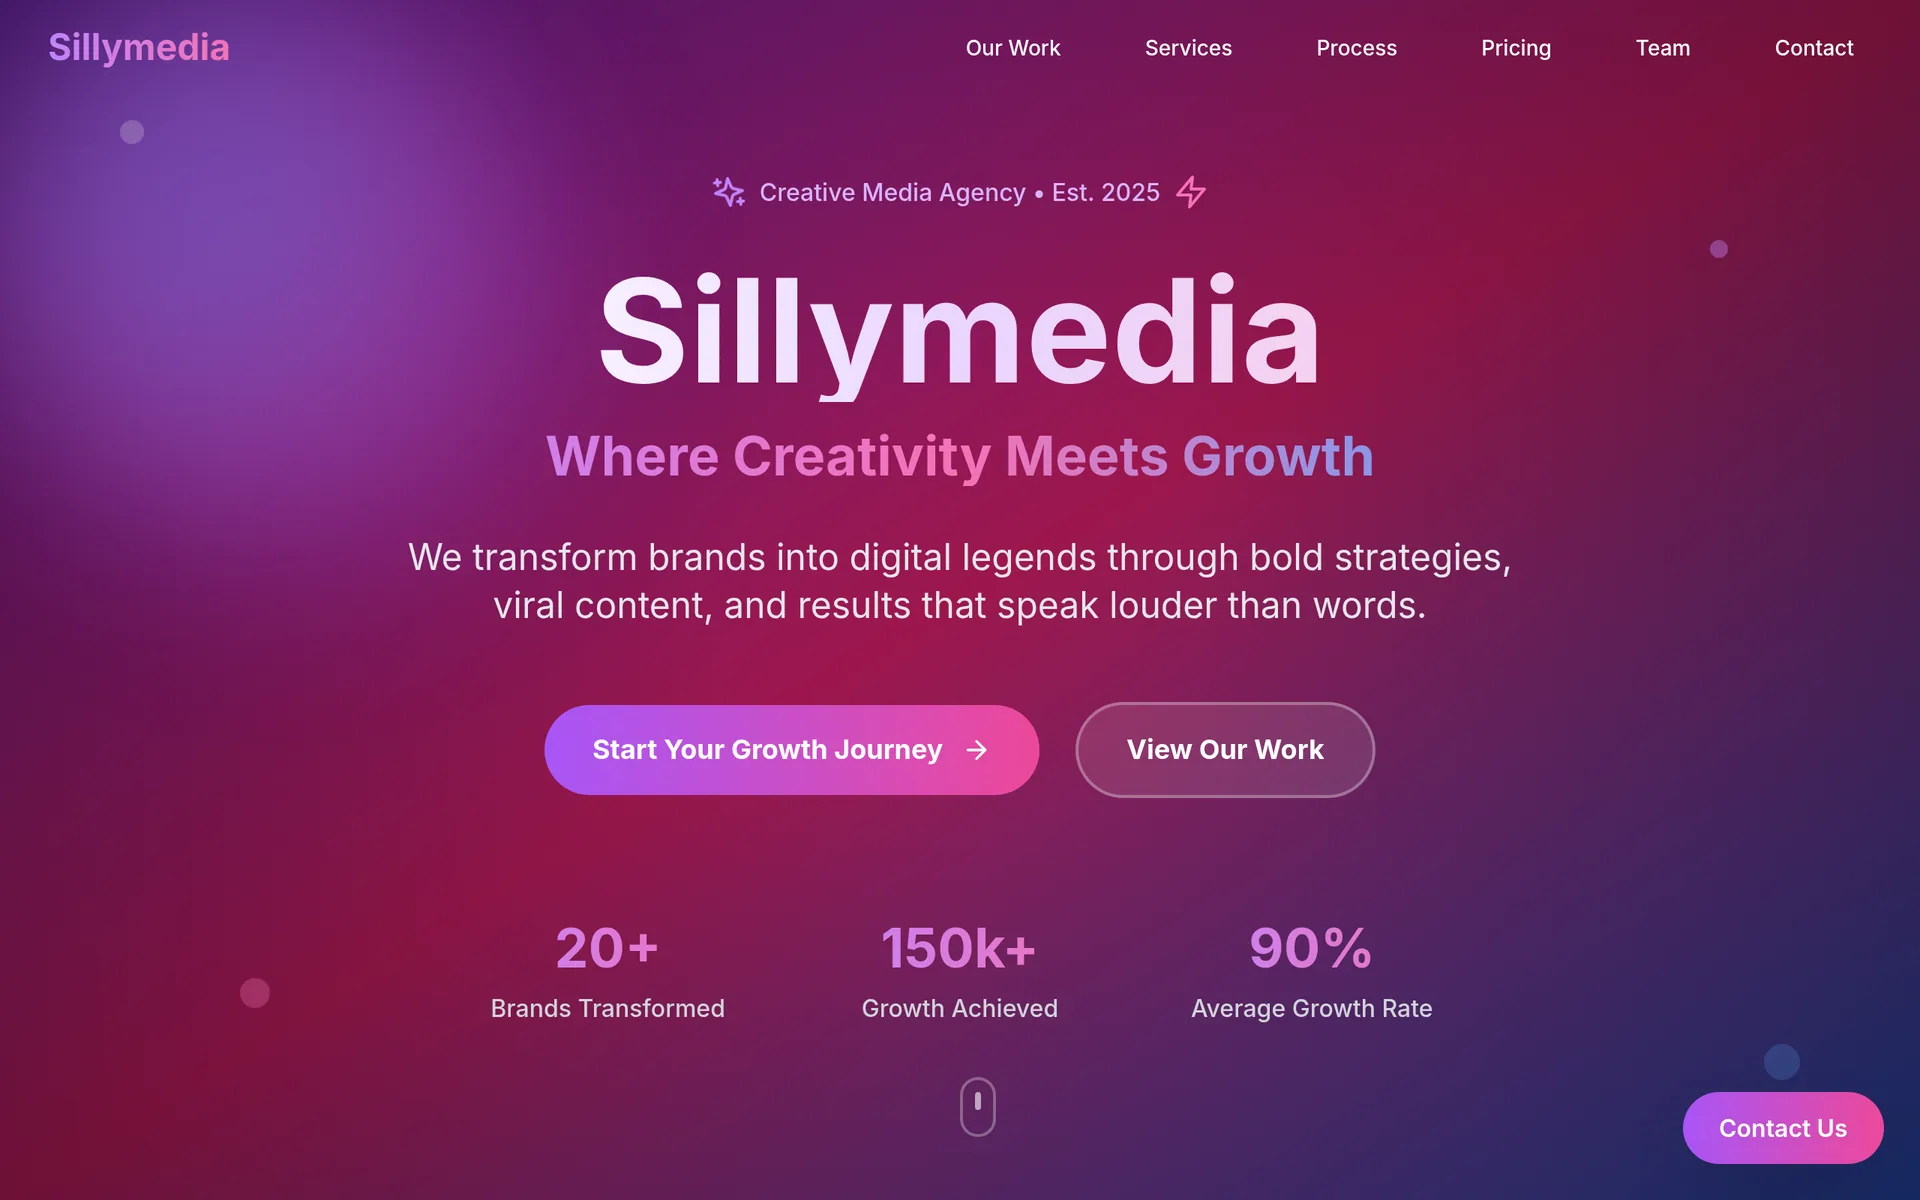 Sillymedia
Our Work
Services
Process
Pricing
Team
Contact
Creative Media Agency • Est. 2025
Sillymedia
Where Creativity Meets Growth
We transform brands into digital legends through bold strategies,
viral content, and results that speak louder than words.
Start Your Growth Journey →
View Our Work
20+
Brands Transformed
150k+
Growth Achieved
90%
Average Growth Rate
Contact Us